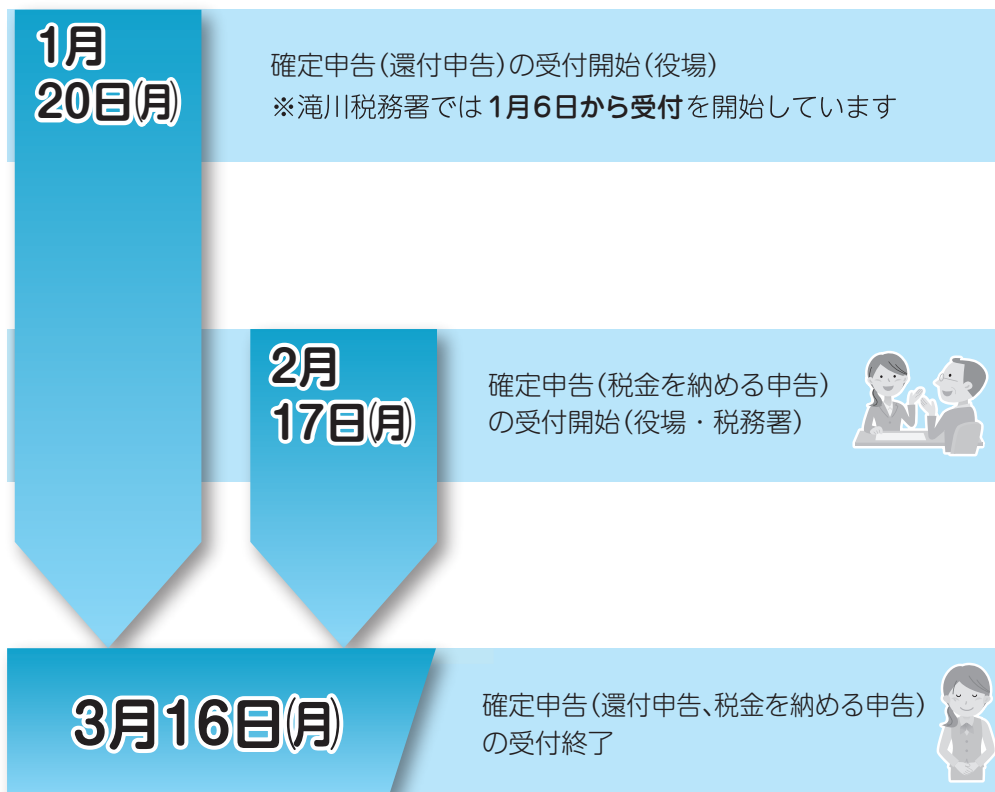 1月
20日(月)
確定申告(還付申告)の受付開始(役場)
※滝川税務署では1月6日から受付を開始しています
2月
17日(月)
確定申告(税金を納める申告)
の受付開始(役場・税務署)
3月16日(月)
確定申告(還付申告、税金を納める申告)
の受付終了